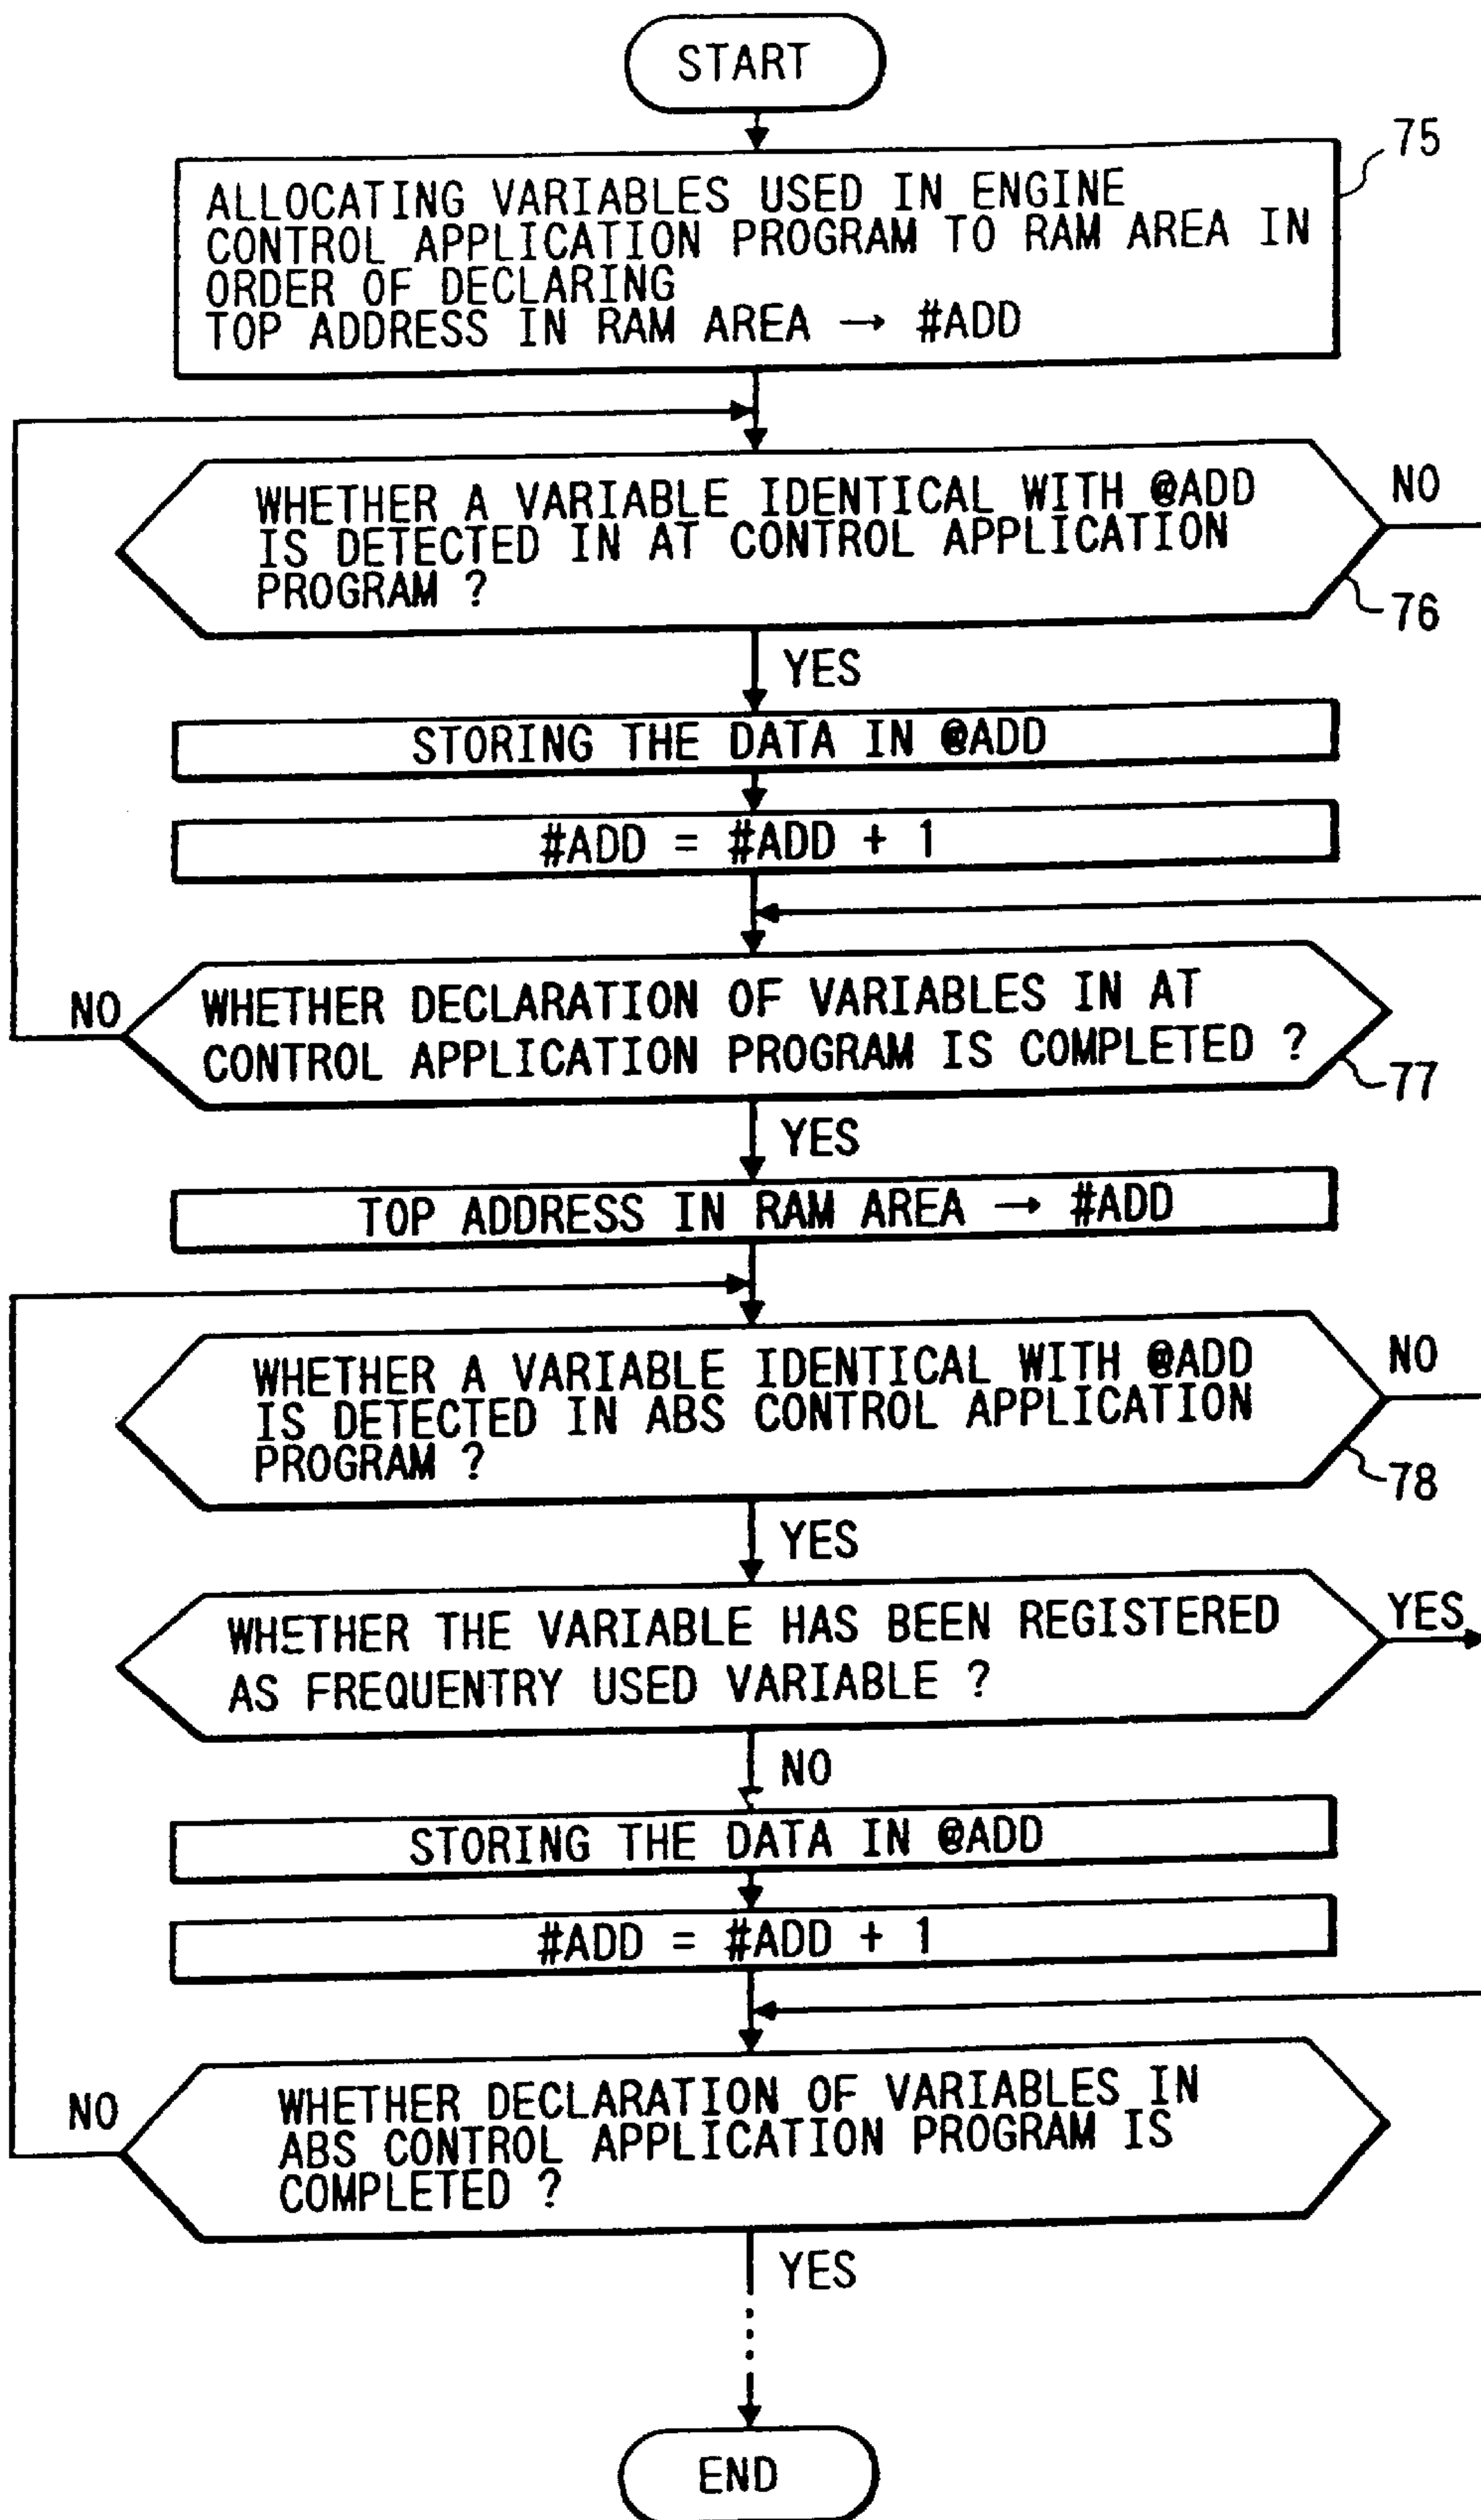 START
75
ALLOCATING VARIABLES USED IN ENGINE
CONTROL APPLICATION PROGRAM TO RAM AREA IN
ORDER OF DECLARING
TOP ADDRESS IN RAM AREA → #ADD
WHETHER A VARIABLE IDENTICAL WITH @ADD
IS DETECTED IN AT CONTROL APPLICATION
PROGRAM ?
NO
76
YES
STORING THE DATA IN @ADD
#ADD = #ADD + 1
NO
WHETHER DECLARATION OF VARIABLES IN AT
CONTROL APPLICATION PROGRAM IS COMPLETED ?
77
YES
TOP ADDRESS IN RAM AREA → #ADD
WHETHER A VARIABLE IDENTICAL WITH @ADD
IS DETECTED IN ABS CONTROL APPLICATION
PROGRAM ?
NO
78
YES
WHETHER THE VARIABLE HAS BEEN REGISTERED
AS FREQUENTRY USED VARIABLE ?
YES
NO
STORING THE DATA IN @ADD
#ADD = #ADD + 1
NO
WHETHER DECLARATION OF VARIABLES IN
ABS CONTROL APPLICATION PROGRAM IS
COMPLETED ?
YES
END